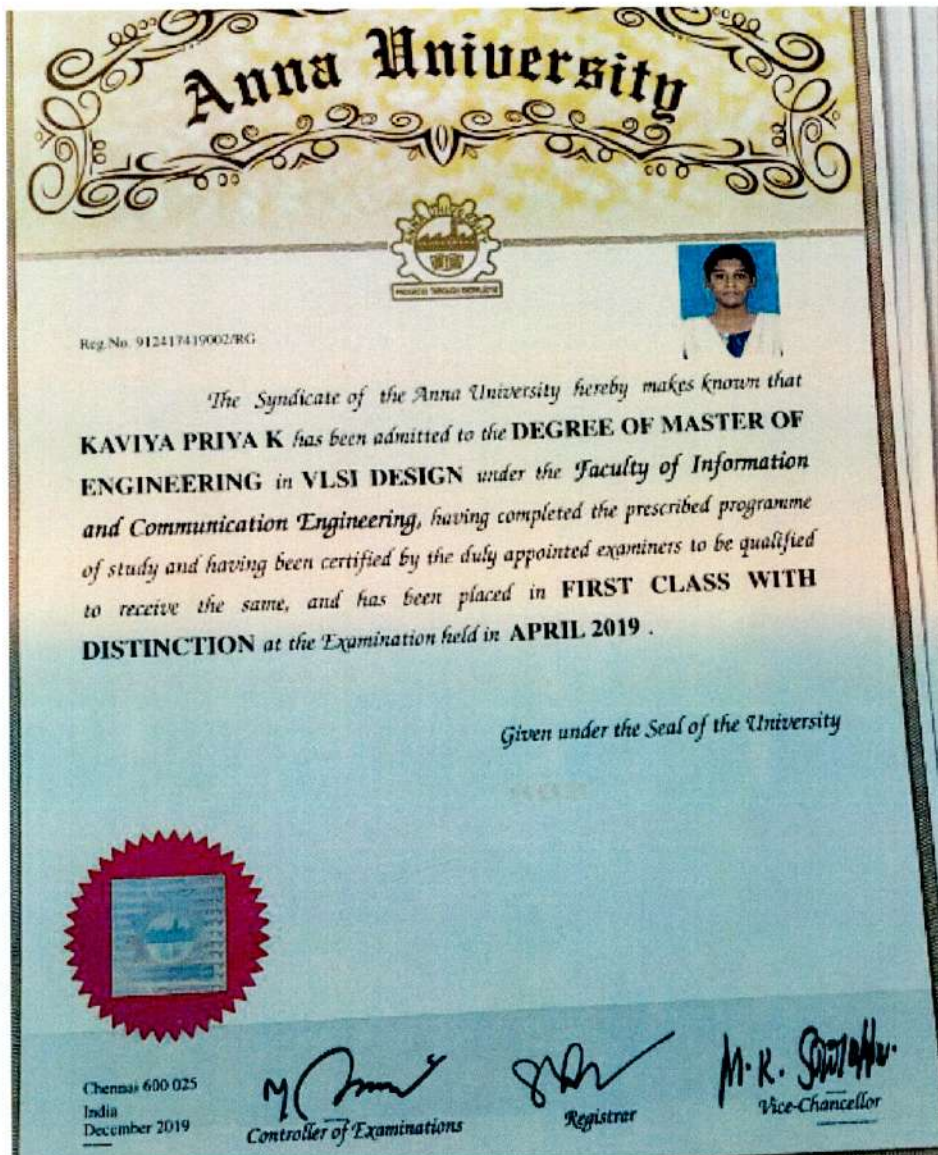 Anna University
PROGRESS THROUGH KNOWLEDGE
Reg.No. 912417419002/RG
The Syndicate of the Anna University hereby makes known that
KAVIYA PRIYA K has been admitted to the DEGREE OF MASTER OF
ENGINEERING in VLSI DESIGN under the Faculty of Information
and Communication Engineering, having completed the prescribed programme
of study and having been certified by the duly appointed examiners to be qualified
to receive the same, and has been placed in FIRST CLASS WITH
DISTINCTION at the Examination held in APRIL 2019 .
Given under the Seal of the University
Chennai 600 025
India
December 2019
Controller of Examinations
Registrar
M. K.
Vice-Chancellor